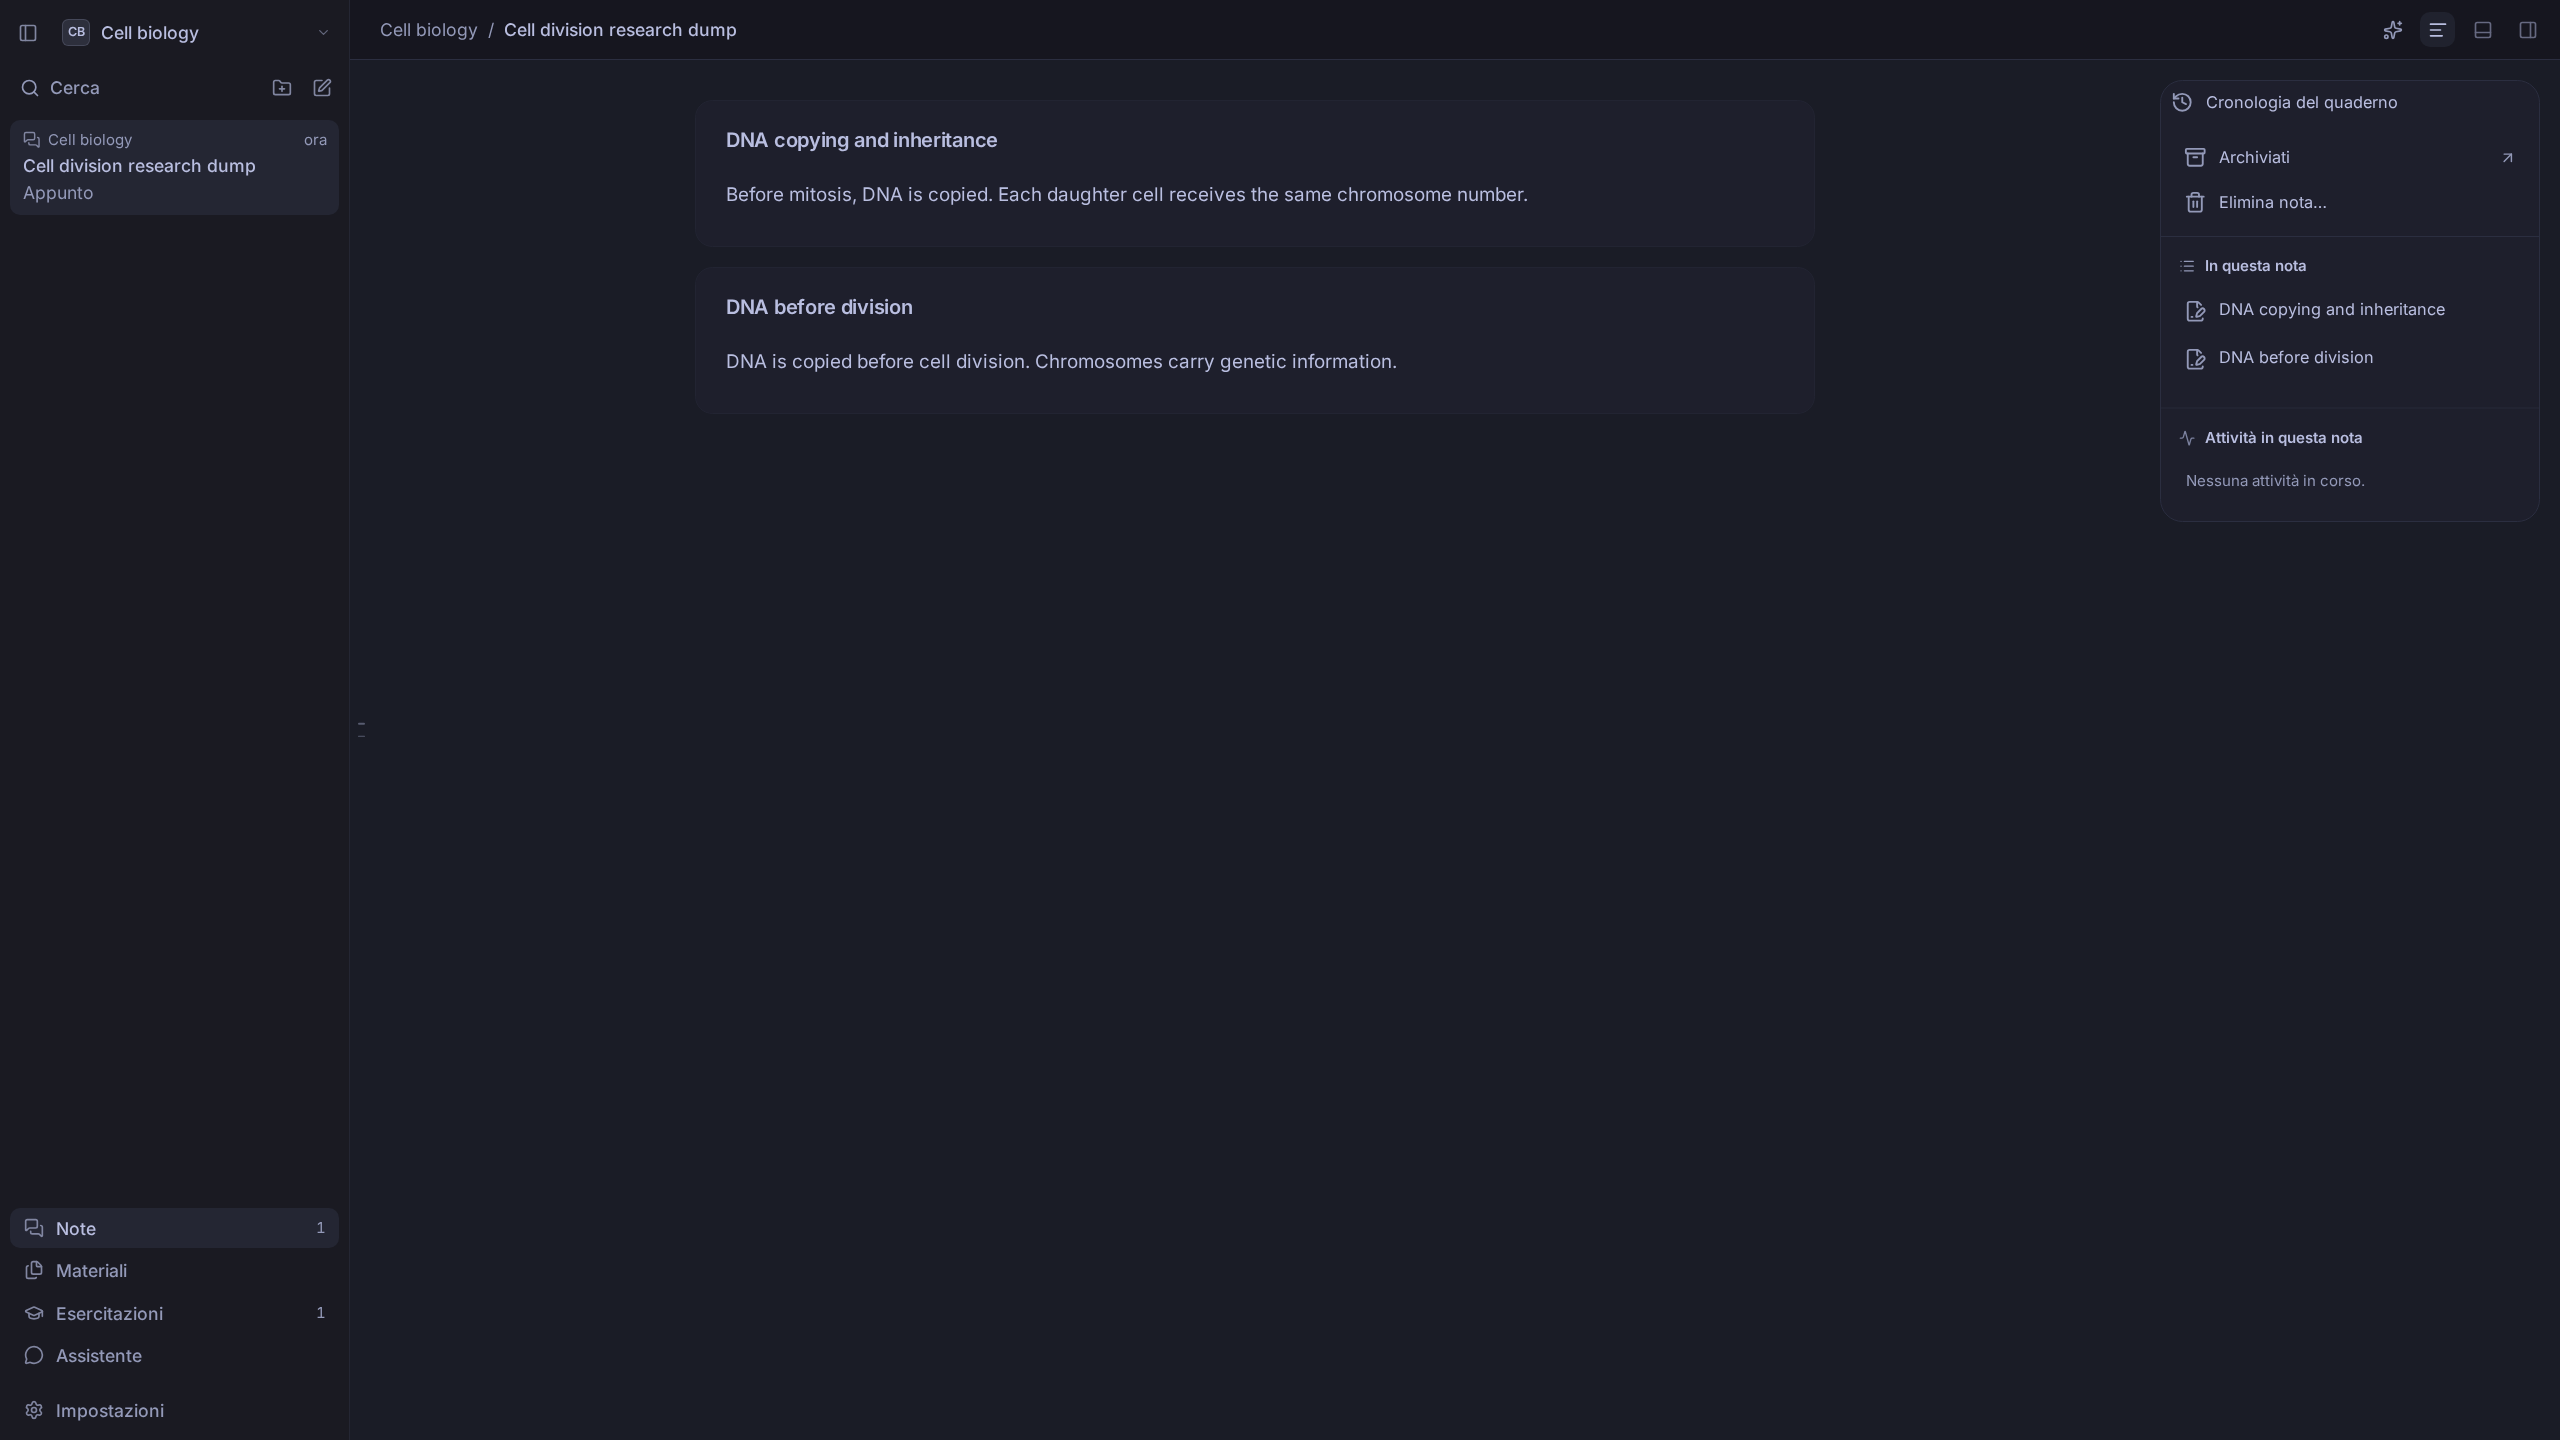 CB Cell biology
Cerca
Cell biology ora
Cell division research dump
Appunto
Note 1
Materiali
Esercitazioni 1
Assistente
Impostazioni
Cell biology / Cell division research dump
DNA copying and inheritance
Before mitosis, DNA is copied. Each daughter cell receives the same chromosome number.
DNA before division
DNA is copied before cell division. Chromosomes carry genetic information.
Cronologia del quaderno
Archiviati
Elimina nota...
In questa nota
DNA copying and inheritance
DNA before division
Attività in questa nota
Nessuna attività in corso.